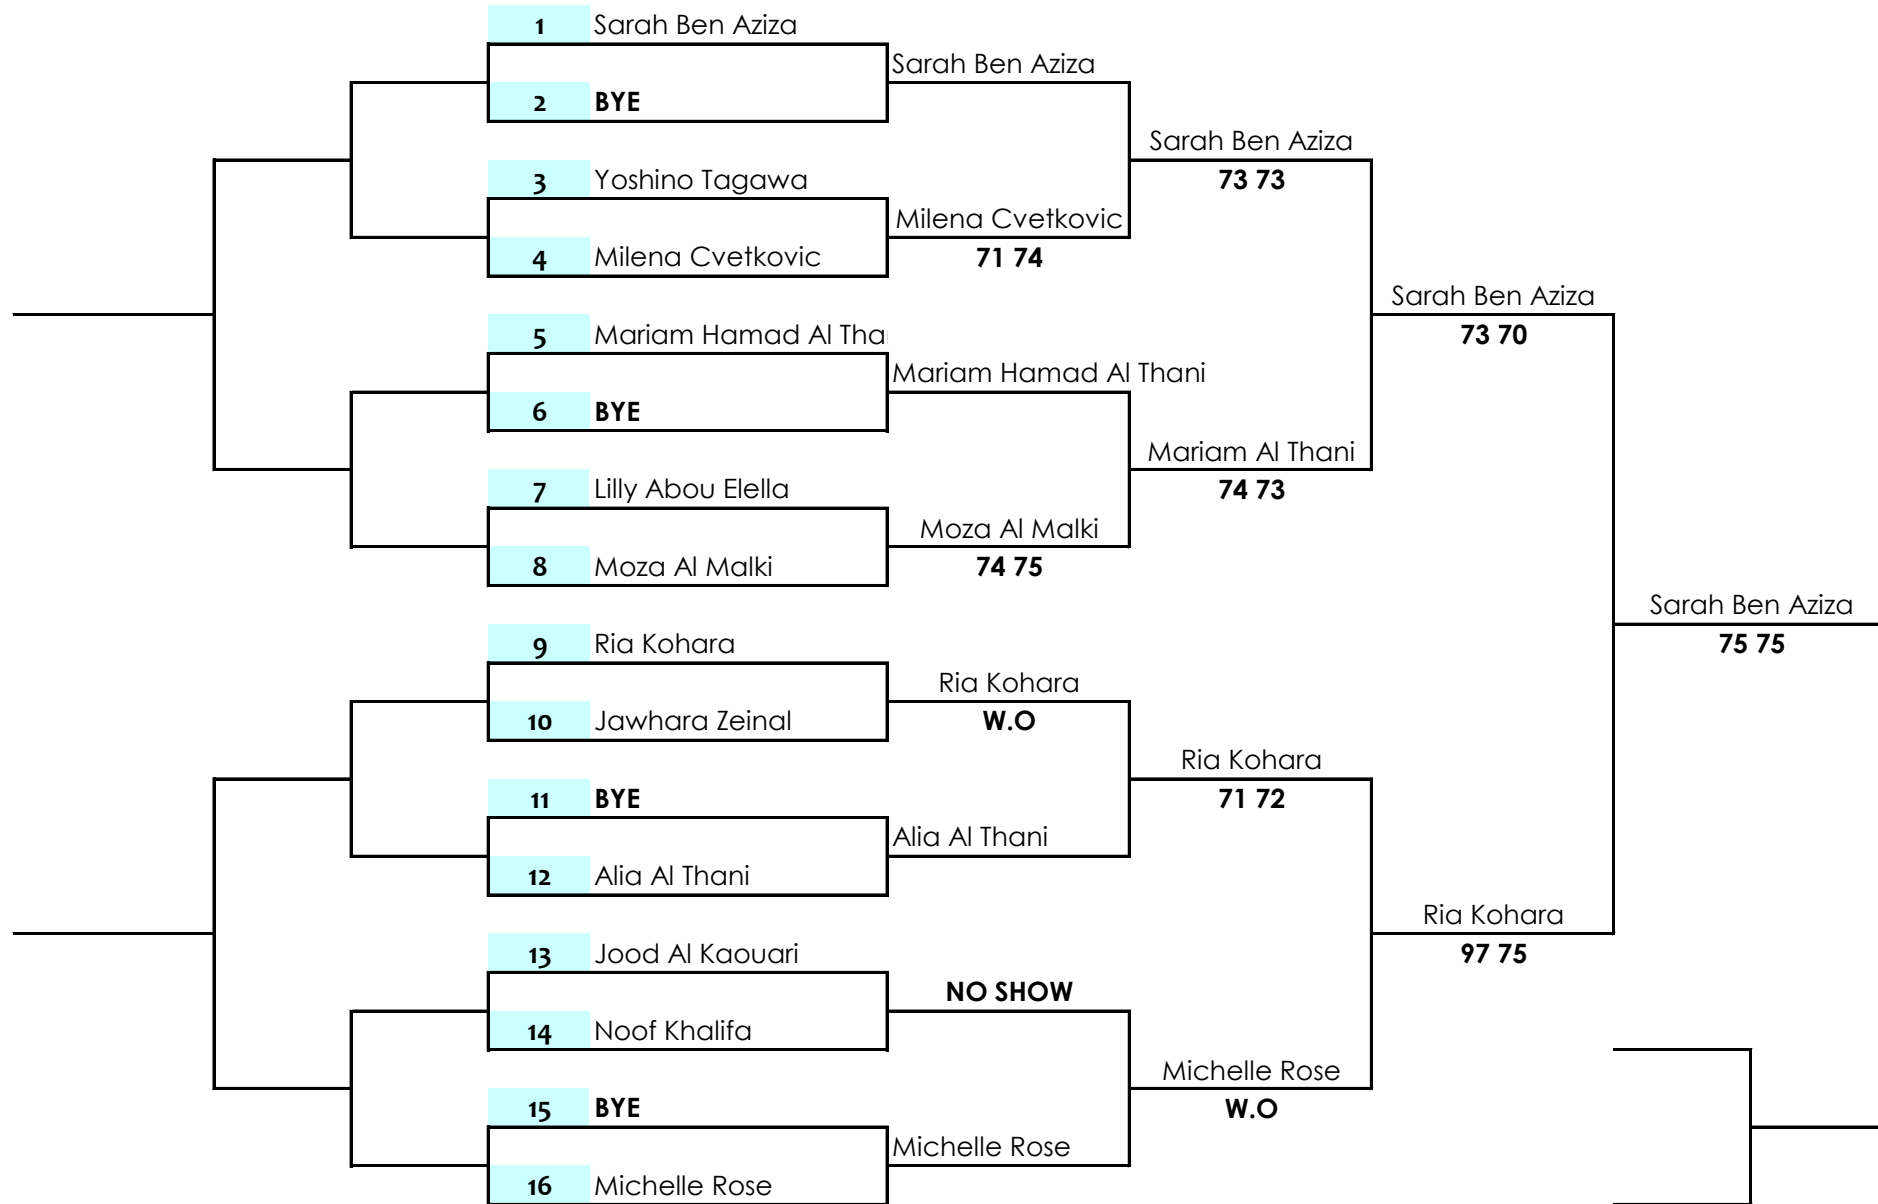 1 Sarah Ben Aziza
Sarah Ben Aziza
2 BYE
Sarah Ben Aziza
3 Yoshino Tagawa
73 73
Milena Cvetkovic
4 Milena Cvetkovic
71 74
Sarah Ben Aziza
5 Mariam Hamad Al Tha
73 70
Mariam Hamad Al Thani
6 BYE
Mariam Al Thani
7 Lilly Abou Elella
74 73
Moza Al Malki
8 Moza Al Malki
74 75
Sarah Ben Aziza
9 Ria Kohara
75 75
Ria Kohara
10 Jawhara Zeinal
W.O
Ria Kohara
11 BYE
71 72
Alia Al Thani
12 Alia Al Thani
Ria Kohara
13 Jood Al Kaouari
97 75
NO SHOW
14 Noof Khalifa
Michelle Rose
15 BYE
W.O
Michelle Rose
16 Michelle Rose